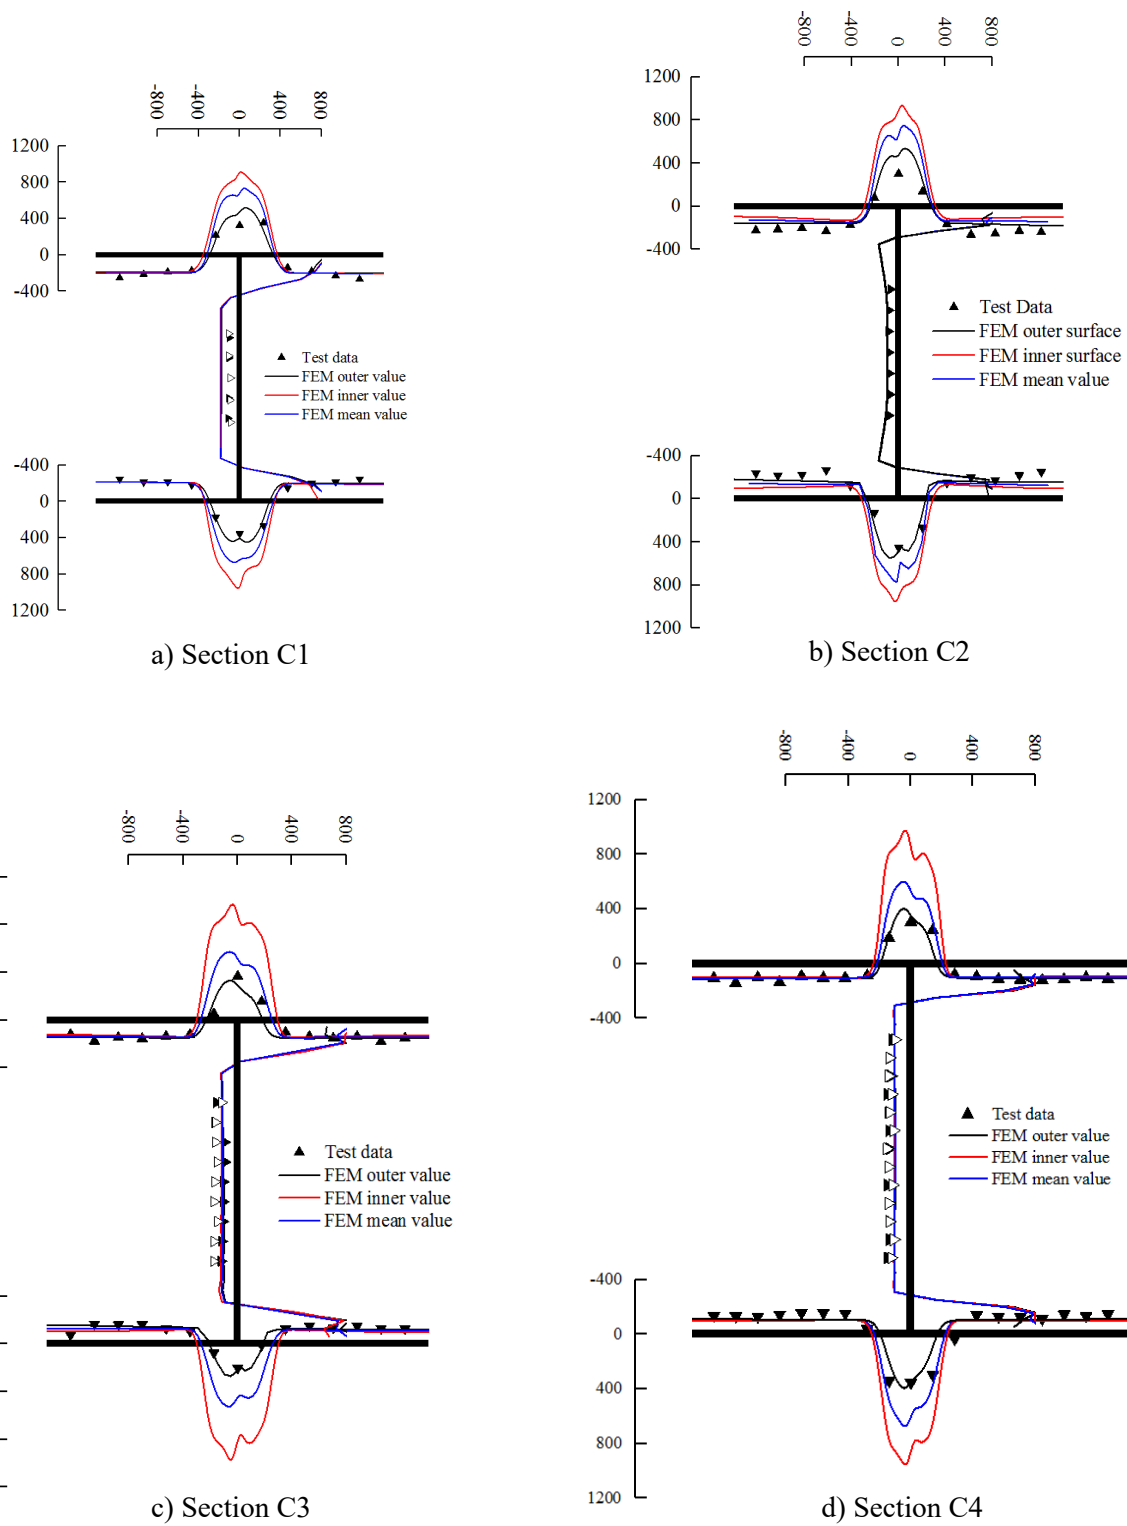 -800
-400
0
400
800
1200
800
400
0
-400
Test data
FEM outer value
FEM inner value
FEM mean value
-400
0
400
800
1200
a) Section C1
-800
-400
0
400
800
1200
800
400
0
-400
Test Data
FEM outer surface
FEM inner surface
FEM mean value
-400
0
400
800
1200
b) Section C2
-800
-400
0
400
800
Test data
FEM outer value
FEM inner value
FEM mean value
c) Section C3
-800
-400
0
400
800
1200
800
400
0
-400
Test data
FEM outer value
FEM inner value
FEM mean value
-400
0
400
800
1200
d) Section C4